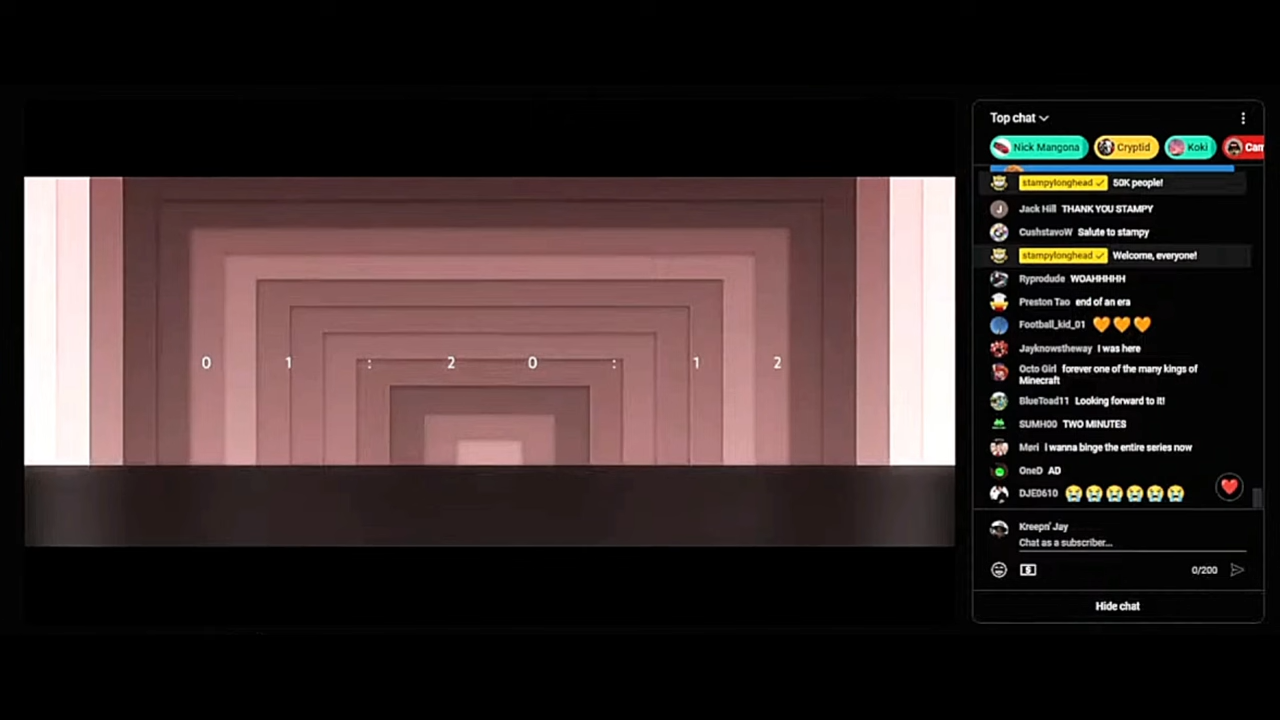 0 1 : 2 0 : 1 2
Top chat
Nick Mangona Cryptid Koki
stampylonghead 50K people!
Jack Hill THANK YOU STAMPY
CushstavoW Salute to stampy
stampylonghead Welcome, everyone!
Ryprodude WOAHHHHH
Preston Tao end of an era
Football_kid_01 🧡🧡🧡
Jayknowstheway I was here
Octo Girl forever one of the many kings of
Minecraft
BlueToad11 Looking forward to it!
SUMH00 TWO MINUTES
Møri I wanna binge the entire series now
OneD AD
DJE0610 😭😭😭😭😭😭
Kreepn' Jay
Chat as a subscriber...
0/200
Hide chat